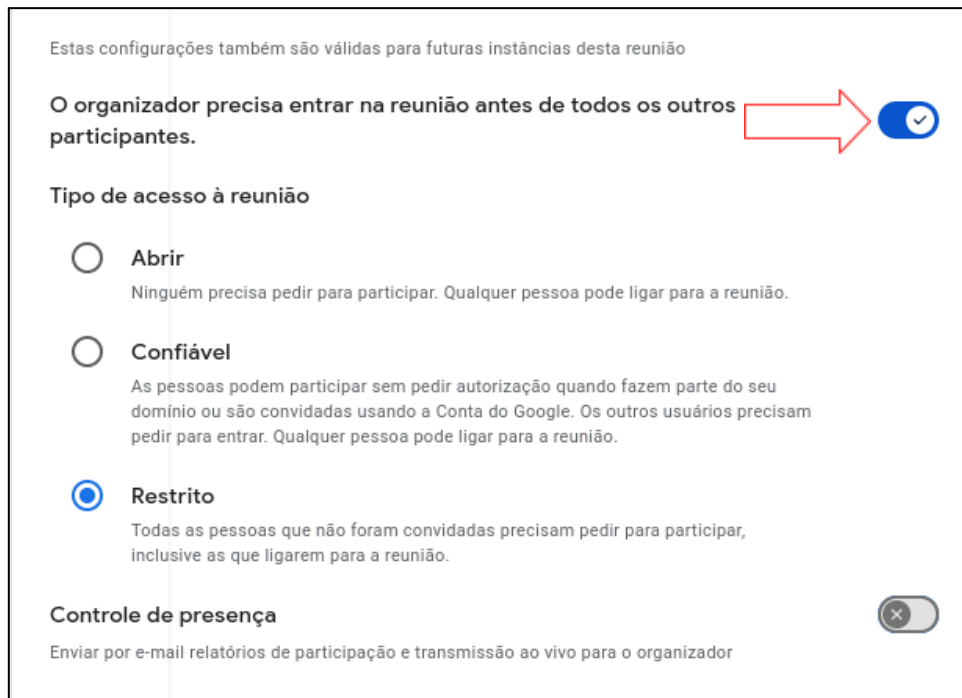 Estas configurações também são válidas para futuras instâncias desta reunião
O organizador precisa entrar na reunião antes de todos os outros
participantes.
Tipo de acesso à reunião
Abrir
Ninguém precisa pedir para participar. Qualquer pessoa pode ligar para a reunião.
Confiável
As pessoas podem participar sem pedir autorização quando fazem parte do seu
domínio ou são convidadas usando a Conta do Google. Os outros usuários precisam
pedir para entrar. Qualquer pessoa pode ligar para a reunião.
Restrito
Todas as pessoas que não foram convidadas precisam pedir para participar,
inclusive as que ligarem para a reunião.
Controle de presença
Enviar por e-mail relatórios de participação e transmissão ao vivo para o organizador